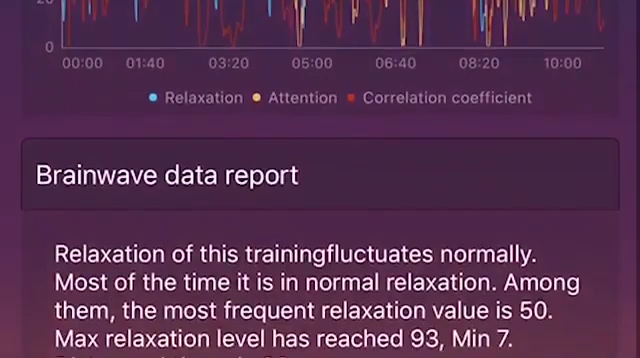 20
0
00:00 01:40 03:20 05:00 06:40 08:20 10:00
Relaxation Attention Correlation coefficient
Brainwave data report
Relaxation of this trainingfluctuates normally.
Most of the time it is in normal relaxation. Among
them, the most frequent relaxation value is 50.
Max relaxation level has reached 93, Min 7.